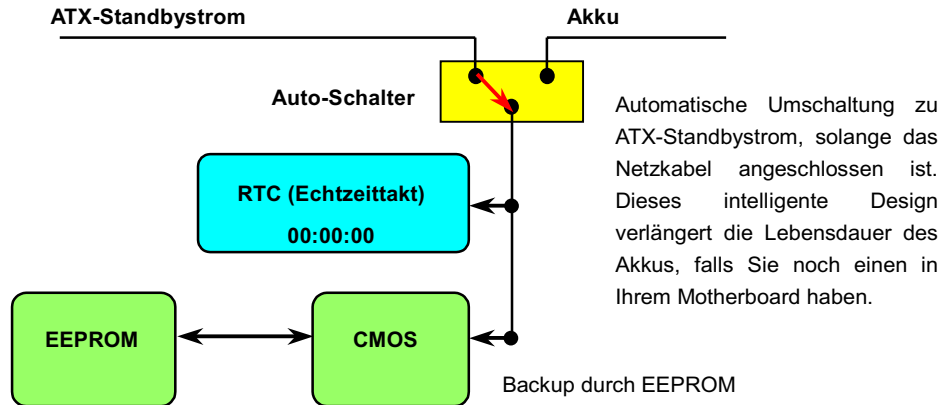 ATX-Standbystrom
Akku
Auto-Schalter
Automatische Umschaltung zu
ATX-Standbystrom, solange das
Netzkabel angeschlossen ist.
Dieses intelligente Design
verlängert die Lebensdauer des
Akkus, falls Sie noch einen in
Ihrem Motherboard haben.
RTC (Echtzeittakt)
00:00:00
EEPROM
CMOS
Backup durch EEPROM